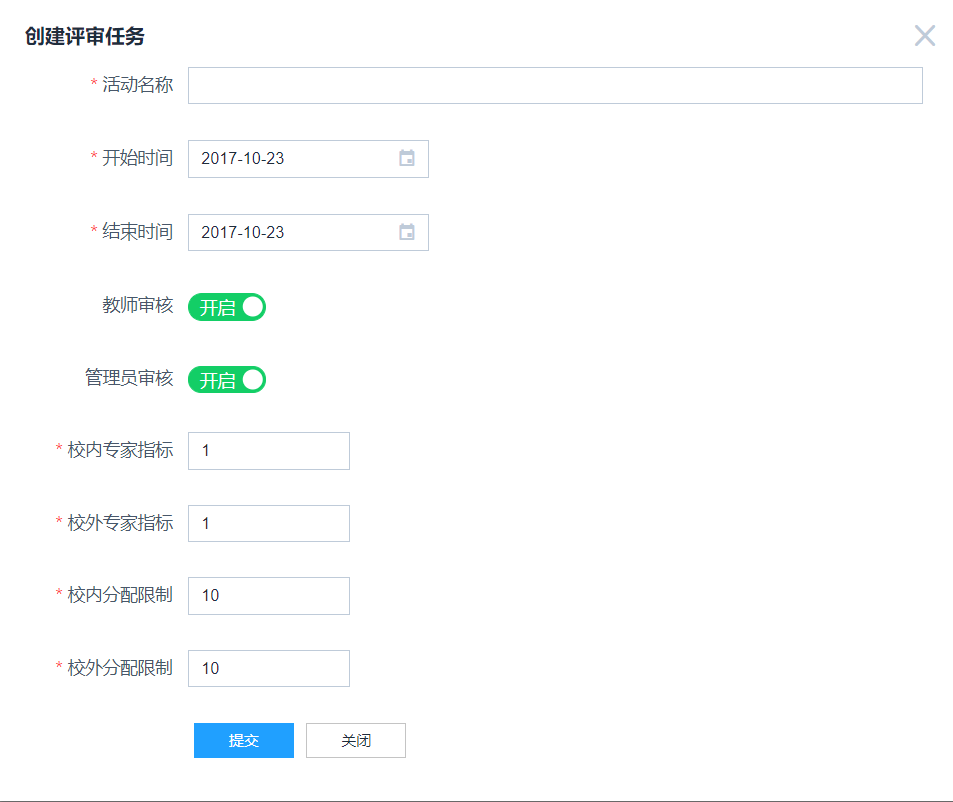 创建评审任务
* 活动名称
* 开始时间 2017-10-23
* 结束时间 2017-10-23
教师审核 开启
管理员审核 开启
* 校内专家指标 1
* 校外专家指标 1
* 校内分配限制 10
* 校外分配限制 10
提交 关闭